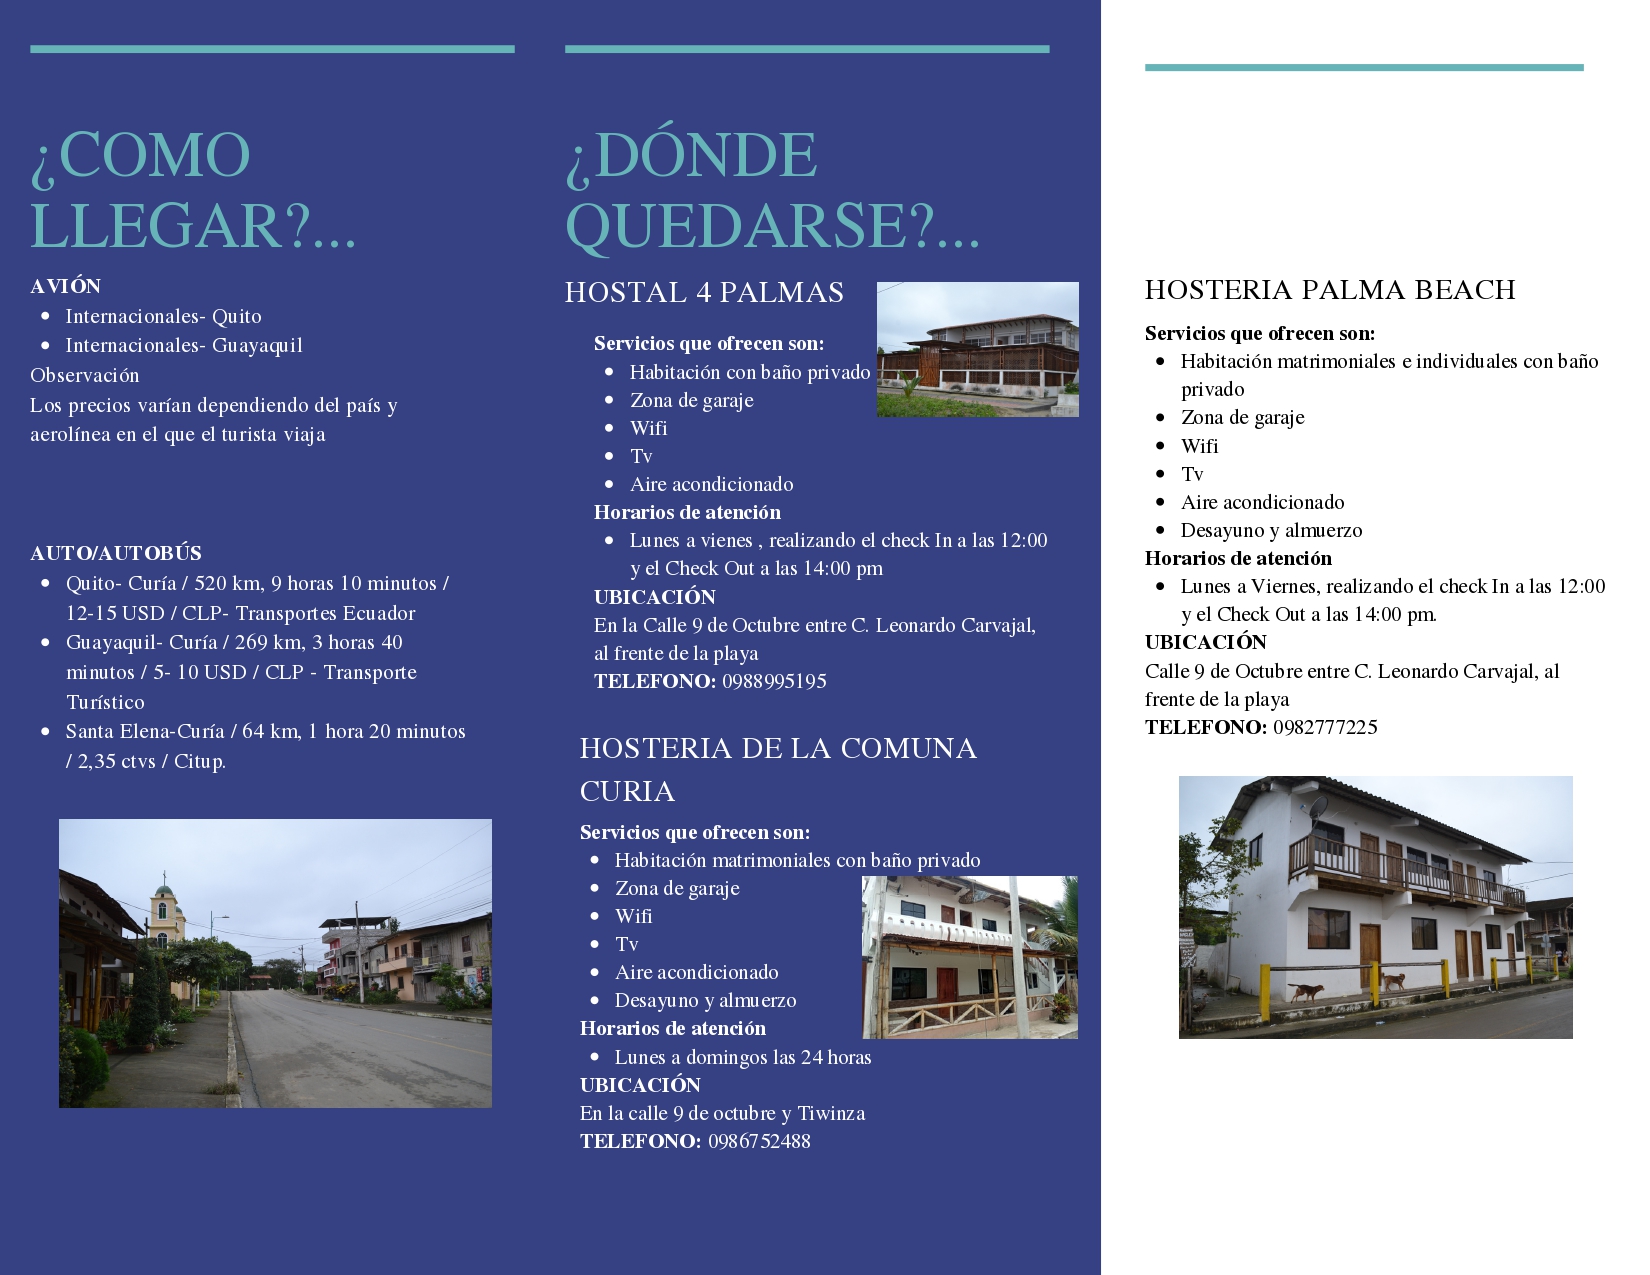 ¿COMO
LLEGAR?...
AVIÓN
• Internacionales- Quito
• Internacionales- Guayaquil
Observación
Los precios varían dependiendo del país y
aerolínea en el que el turista viaja
AUTO/AUTOBÚS
• Quito- Curía / 520 km, 9 horas 10 minutos /
12-15 USD / CLP- Transportes Ecuador
• Guayaquil- Curía / 269 km, 3 horas 40
minutos / 5- 10 USD / CLP - Transporte
Turístico
• Santa Elena-Curía / 64 km, 1 hora 20 minutos
/ 2,35 ctvs / Citup.
¿DÓNDE
QUEDARSE?...
HOSTAL 4 PALMAS
Servicios que ofrecen son:
• Habitación con baño privado
• Zona de garaje
• Wifi
• Tv
• Aire acondicionado
Horarios de atención
• Lunes a vienes , realizando el check In a las 12:00
y el Check Out a las 14:00 pm
UBICACIÓN
En la Calle 9 de Octubre entre C. Leonardo Carvajal,
al frente de la playa
TELEFONO: 0988995195
HOSTERIA DE LA COMUNA
CURIA
Servicios que ofrecen son:
• Habitación matrimoniales con baño privado
• Zona de garaje
• Wifi
• Tv
• Aire acondicionado
• Desayuno y almuerzo
Horarios de atención
• Lunes a domingos las 24 horas
UBICACIÓN
En la calle 9 de octubre y Tiwinza
TELEFONO: 0986752488
HOSTERIA PALMA BEACH
Servicios que ofrecen son:
• Habitación matrimoniales e individuales con baño
privado
• Zona de garaje
• Wifi
• Tv
• Aire acondicionado
• Desayuno y almuerzo
Horarios de atención
• Lunes a Viernes, realizando el check In a las 12:00
y el Check Out a las 14:00 pm.
UBICACIÓN
Calle 9 de Octubre entre C. Leonardo Carvajal, al
frente de la playa
TELEFONO: 0982777225